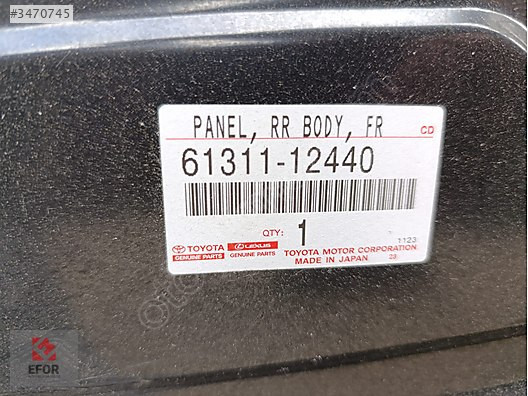 #3470745
PANEL, RR BODY, FR
CD
61311-12440
QTY: 1
1123
TOYOTA
GENUINE PARTS
LEXUS
GENUINE PARTS
TOYOTA MOTOR CORPORATION
MADE IN JAPAN 28
EFOR